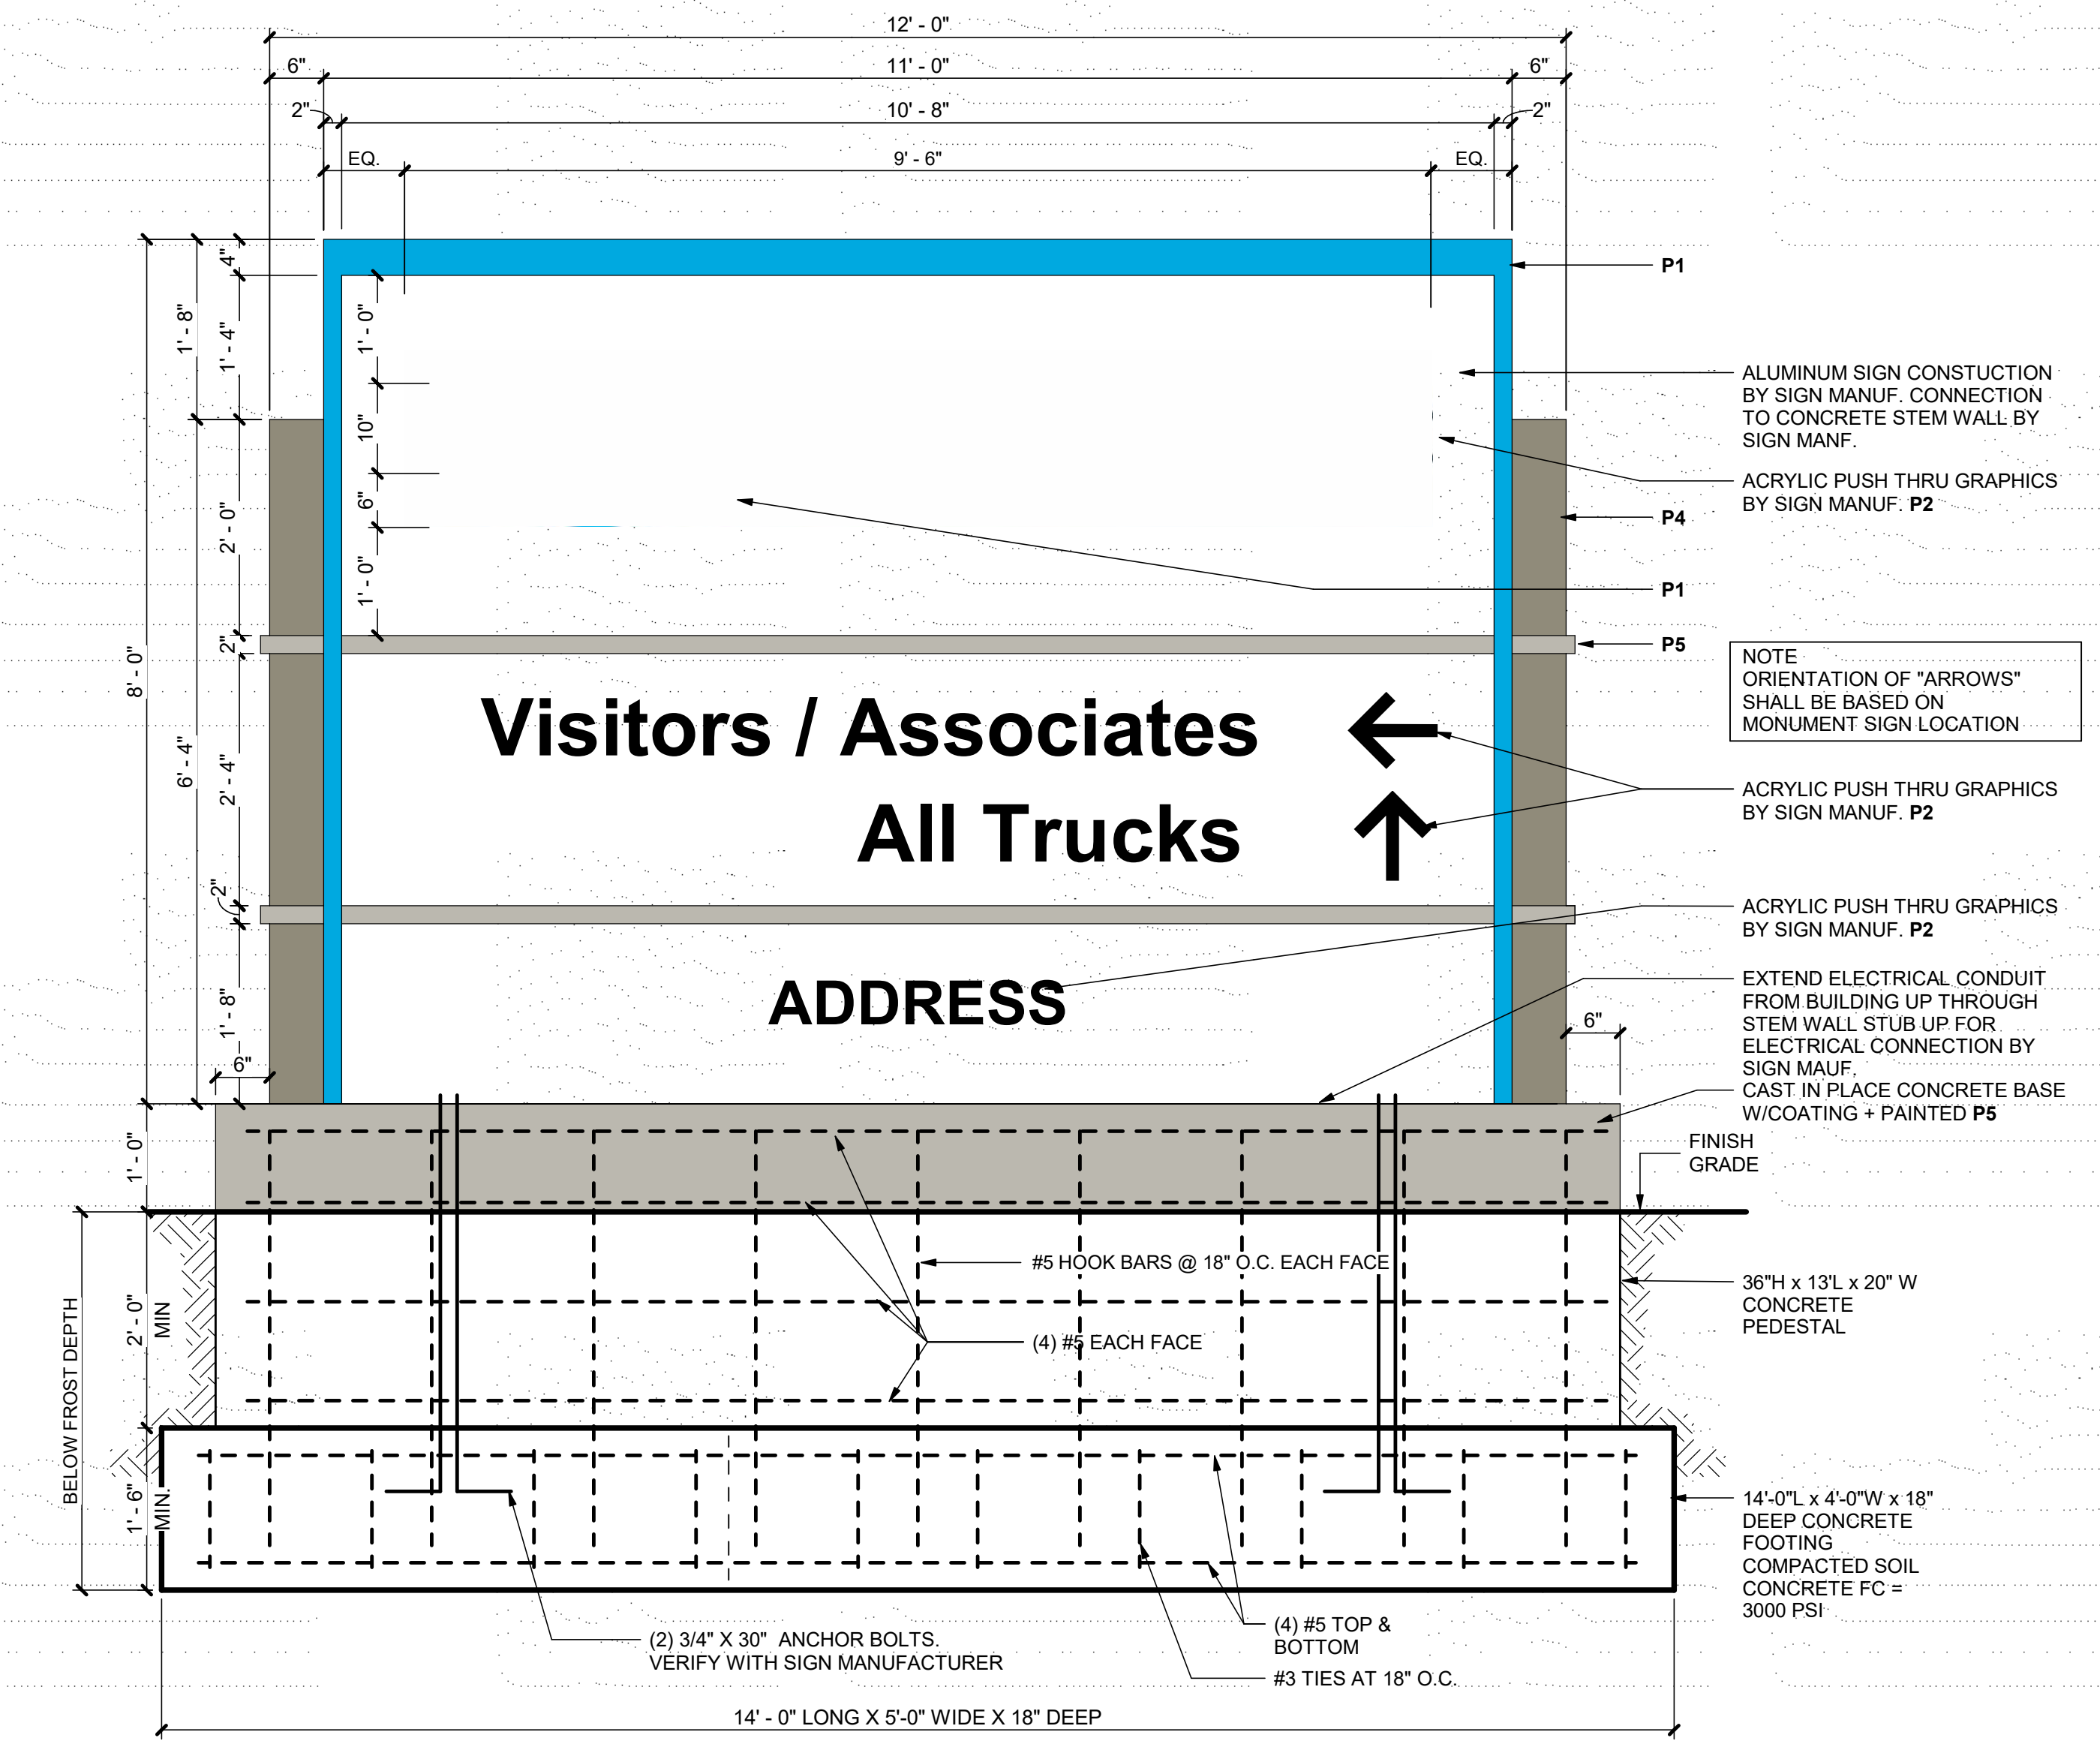 12' - 0"
6"
11' - 0"
6"
2"
10' - 8"
2"
EQ.
9' - 6"
EQ.
4"
P1
1' - 8"
1' - 4"
1' - 0"
ALUMINUM SIGN CONSTUCTION
BY SIGN MANUF. CONNECTION
TO CONCRETE STEM WALL BY
SIGN MANF.
10"
ACRYLIC PUSH THRU GRAPHICS
BY SIGN MANUF. P2
6"
P4
2' - 0"
1' - 0"
P1
2"
P5
8' - 0"
NOTE
ORIENTATION OF "ARROWS"
SHALL BE BASED ON
MONUMENT SIGN LOCATION
Visitors / Associates
6' - 4"
2' - 4"
ACRYLIC PUSH THRU GRAPHICS
BY SIGN MANUF. P2
All Trucks
2"
ACRYLIC PUSH THRU GRAPHICS
BY SIGN MANUF. P2
ADDRESS
1' - 8"
EXTEND ELECTRICAL CONDUIT
FROM BUILDING UP THROUGH
STEM WALL STUB UP FOR
ELECTRICAL CONNECTION BY
SIGN MAUF.
6"
6"
CAST IN PLACE CONCRETE BASE
W/COATING + PAINTED P5
1' - 0"
FINISH
GRADE
#5 HOOK BARS @ 18" O.C. EACH FACE
36"H x 13'L x 20" W
CONCRETE
PEDESTAL
2' - 0"
MIN
(4) #5 EACH FACE
BELOW FROST DEPTH
1' - 6"
MIN.
14'-0"L x 4'-0"W x 18"
DEEP CONCRETE
FOOTING
COMPACTED SOIL
CONCRETE FC =
3000 PSI
(2) 3/4" X 30" ANCHOR BOLTS.
VERIFY WITH SIGN MANUFACTURER
(4) #5 TOP &
BOTTOM
#3 TIES AT 18" O.C.
14' - 0" LONG X 5'-0" WIDE X 18" DEEP